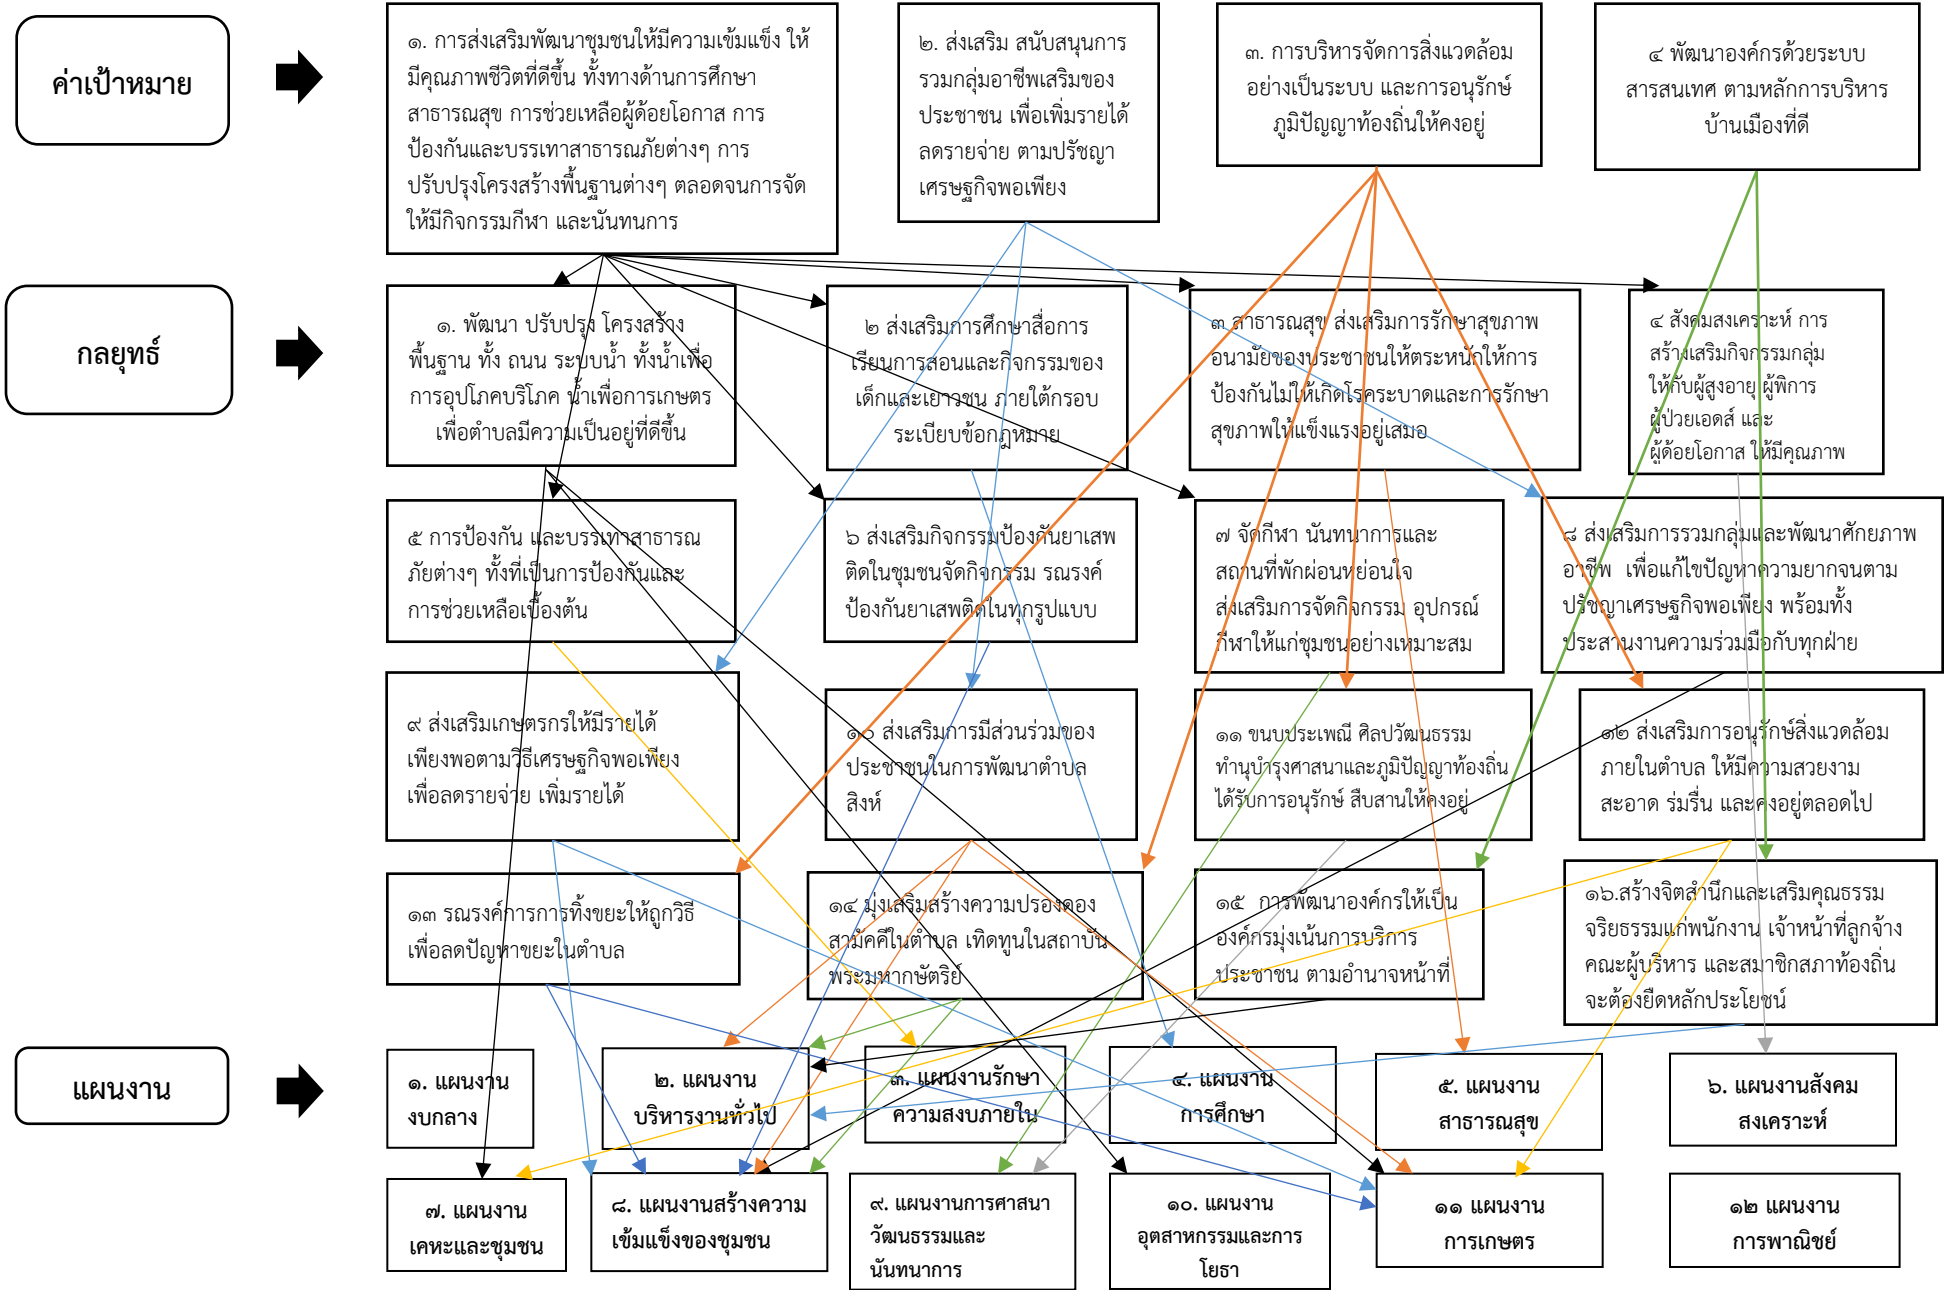 ค่าเป้าหมาย
๑. การส่งเสริมพัฒนาชุมชนให้มีความเข้มแข็ง ให้
มีคุณภาพชีวิตที่ดีขึ้น ทั้งทางด้านการศึกษา
สาธารณสุข การช่วยเหลือผู้ด้อยโอกาส การ
ป้องกันและบรรเทาสาธารณภัยต่างๆ การ
ปรับปรุงโครงสร้างพื้นฐานต่างๆ ตลอดจนการจัด
ให้มีกิจกรรมกีฬา และนันทนการ
๒. ส่งเสริม สนับสนุนการ
รวมกลุ่มอาชีพเสริมของ
ประชาชน เพื่อเพิ่มรายได้
ลดรายจ่าย ตามปรัชญา
เศรษฐกิจพอเพียง
๓. การบริหารจัดการสิ่งแวดล้อม
อย่างเป็นระบบ และการอนุรักษ์
ภูมิปัญญาท้องถิ่นให้คงอยู่
๔ พัฒนาองค์กรด้วยระบบ
สารสนเทศ ตามหลักการบริหาร
บ้านเมืองที่ดี
กลยุทธ์
๑. พัฒนา ปรับปรุง โครงสร้าง
พื้นฐาน ทั้ง ถนน ระบบน้ำ ทั้งน้ำเพื่อ
การอุปโภคบริโภค น้ำเพื่อการเกษตร
เพื่อตำบลมีความเป็นอยู่ที่ดีขึ้น
๒ ส่งเสริมการศึกษาสื่อการ
เรียนการสอนและกิจกรรมของ
เด็กและเยาวชน ภายใต้กรอบ
ระเบียบข้อกฎหมาย
๓ สาธารณสุข ส่งเสริมการรักษาสุขภาพ
อนามัยของประชาชนให้ตระหนักให้การ
ป้องกันไม่ให้เกิดโรคระบาดและการรักษา
สุขภาพให้แข็งแรงอยู่เสมอ
๔ สังคมสงเคราะห์ การ
สร้างเสริมกิจกรรมกลุ่ม
ให้กับผู้สูงอายุ ผู้พิการ
ผู้ป่วยเอดส์ และ
ผู้ด้อยโอกาส ให้มีคุณภาพ
๕ การป้องกัน และบรรเทาสาธารณ
ภัยต่างๆ ทั้งที่เป็นการป้องกันและ
การช่วยเหลือเบื้องต้น
๖ ส่งเสริมกิจกรรมป้องกันยาเสพ
ติดในชุมชนจัดกิจกรรม รณรงค์
ป้องกันยาเสพติดในทุกรูปแบบ
๗ จัดกีฬา นันทนาการและ
สถานที่พักผ่อนหย่อนใจ
ส่งเสริมการจัดกิจกรรม อุปกรณ์
กีฬาให้แก่ชุมชนอย่างเหมาะสม
๘ ส่งเสริมการรวมกลุ่มและพัฒนาศักยภาพ
อาชีพ เพื่อแก้ไขปัญหาความยากจนตาม
ปรัชญาเศรษฐกิจพอเพียง พร้อมทั้ง
ประสานงานความร่วมมือกับทุกฝ่าย
๙ ส่งเสริมเกษตรกรให้มีรายได้
เพียงพอตามวิธีเศรษฐกิจพอเพียง
เพื่อลดรายจ่าย เพิ่มรายได้
๑๐ ส่งเสริมการมีส่วนร่วมของ
ประชาชนในการพัฒนาตำบล
สิงห์
๑๑ ขนบประเพณี ศิลปวัฒนธรรม
ทำนุบำรุงศาสนาและภูมิปัญญาท้องถิ่น
ได้รับการอนุรักษ์ สืบสานให้คงอยู่
๑๒ ส่งเสริมการอนุรักษ์สิ่งแวดล้อม
ภายในตำบล ให้มีความสวยงาม
สะอาด ร่มรื่น และคงอยู่ตลอดไป
๑๓ รณรงค์การการทิ้งขยะให้ถูกวิธี
เพื่อลดปัญหาขยะในตำบล
๑๔ มุ่งเสริมสร้างความปรองดอง
สามัคคีในตำบล เทิดทูนในสถาบัน
พระมหากษัตริย์
๑๕ การพัฒนาองค์กรให้เป็น
องค์กรมุ่งเน้นการบริการ
ประชาชน ตามอำนาจหน้าที่
๑๖.สร้างจิตสำนึกและเสริมคุณธรรม
จริยธรรมแก่พนักงาน เจ้าหน้าที่ลูกจ้าง
คณะผู้บริหาร และสมาชิกสภาท้องถิ่น
จะต้องยึดหลักประโยชน์
แผนงาน
๑. แผนงาน
งบกลาง
๒. แผนงาน
บริหารงานทั่วไป
๓. แผนงานรักษา
ความสงบภายใน
๔. แผนงาน
การศึกษา
๕. แผนงาน
สาธารณสุข
๖. แผนงานสังคม
สงเคราะห์
๗. แผนงาน
เคหะและชุมชน
๘. แผนงานสร้างความ
เข้มแข็งของชุมชน
๙. แผนงานการศาสนา
วัฒนธรรมและ
นันทนาการ
๑๐. แผนงาน
อุตสาหกรรมและการ
โยธา
๑๑ แผนงาน
การเกษตร
๑๒ แผนงาน
การพาณิชย์